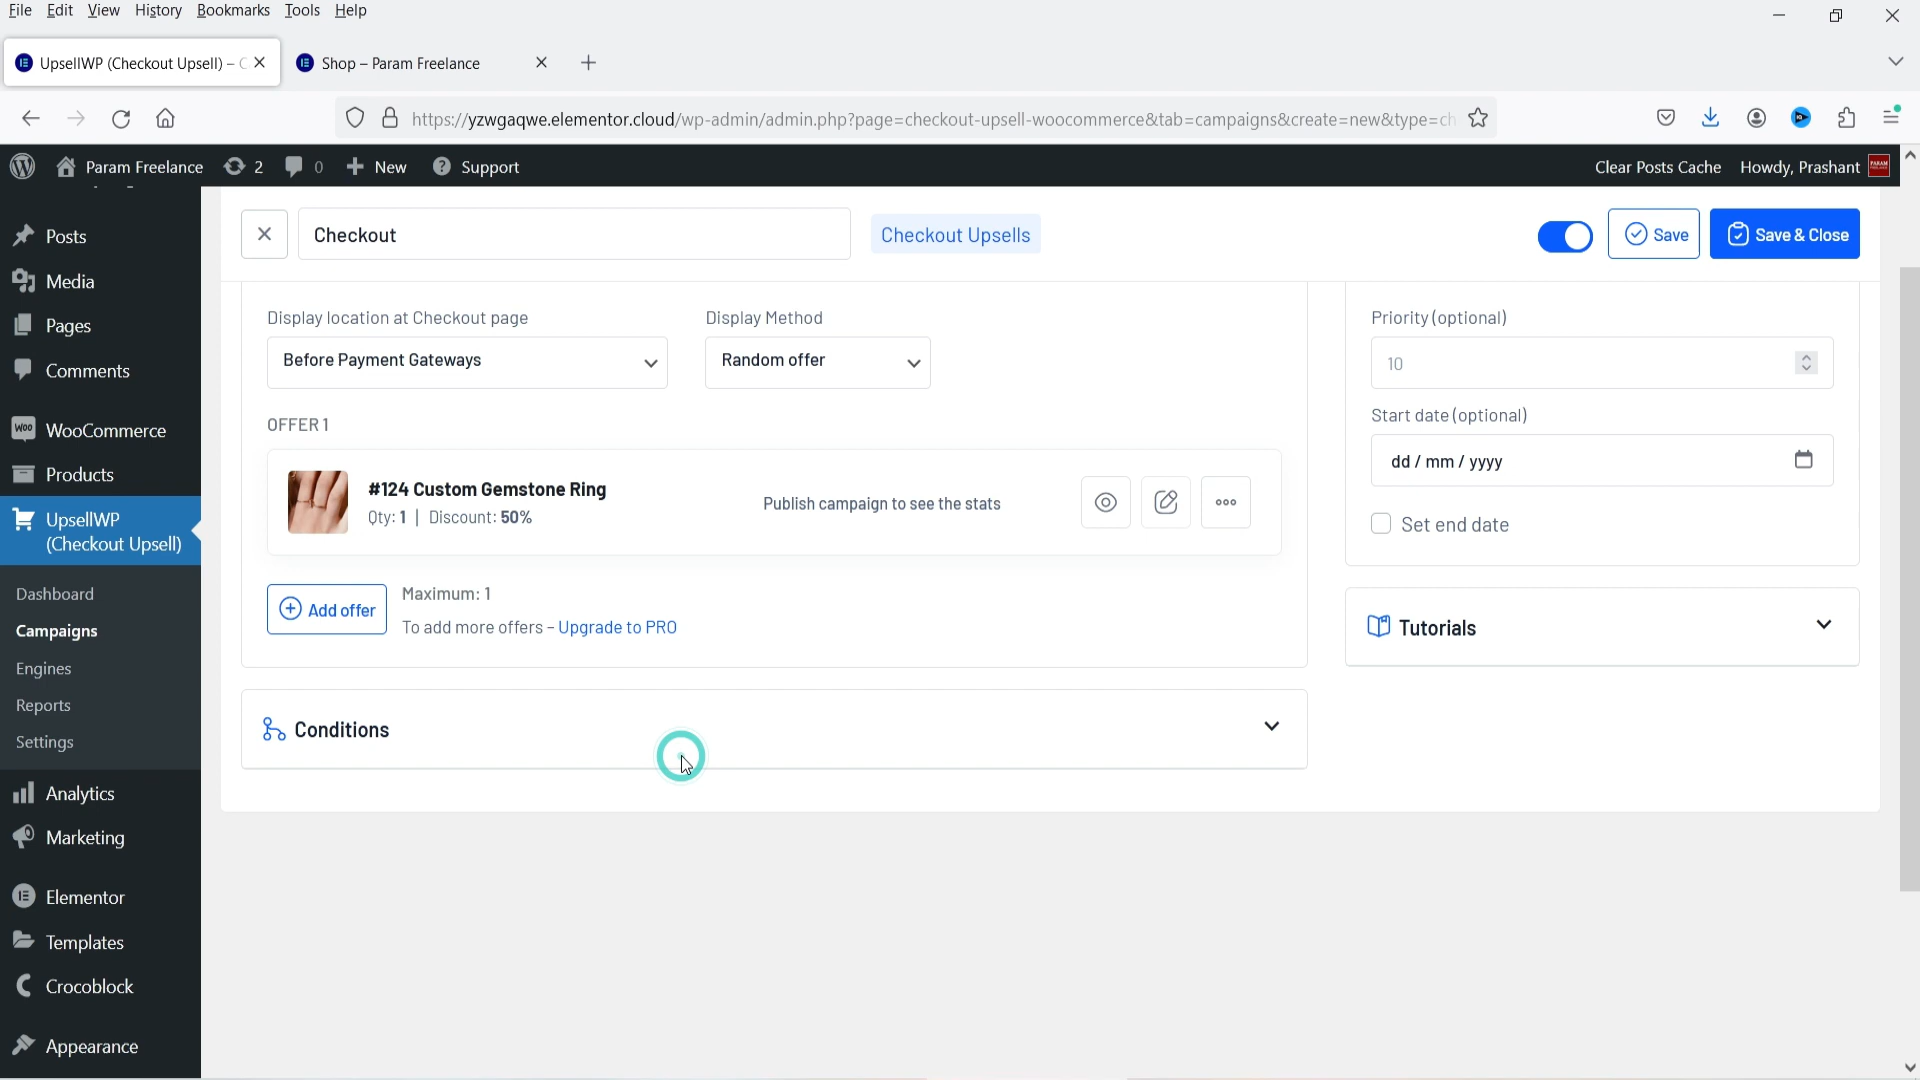 File Edit View History Bookmarks Tools Help
UpsellWP (Checkout Upsell) – C
Shop – Param Freelance
https://yzwgaqwe.elementor.cloud/wp-admin/admin.php?page=checkout-upsell-woocommerce&tab=campaigns&create=new&type=ch
Param Freelance 2 0 New Support
Clear Posts Cache Howdy, Prashant
Posts
Media
Pages
Comments
WooCommerce
Products
UpsellWP
(Checkout Upsell)
Dashboard
Campaigns
Engines
Reports
Settings
Analytics
Marketing
Elementor
Templates
Crocoblock
Appearance
Checkout
Checkout Upsells
Save
Save & Close
Display location at Checkout page
Display Method
Before Payment Gateways
Random offer
OFFER 1
#124 Custom Gemstone Ring
Qty: 1 | Discount: 50%
Publish campaign to see the stats
Add offer
Maximum: 1
To add more offers – Upgrade to PRO
Conditions
Priority (optional)
10
Start date (optional)
dd / mm / yyyy
Set end date
Tutorials